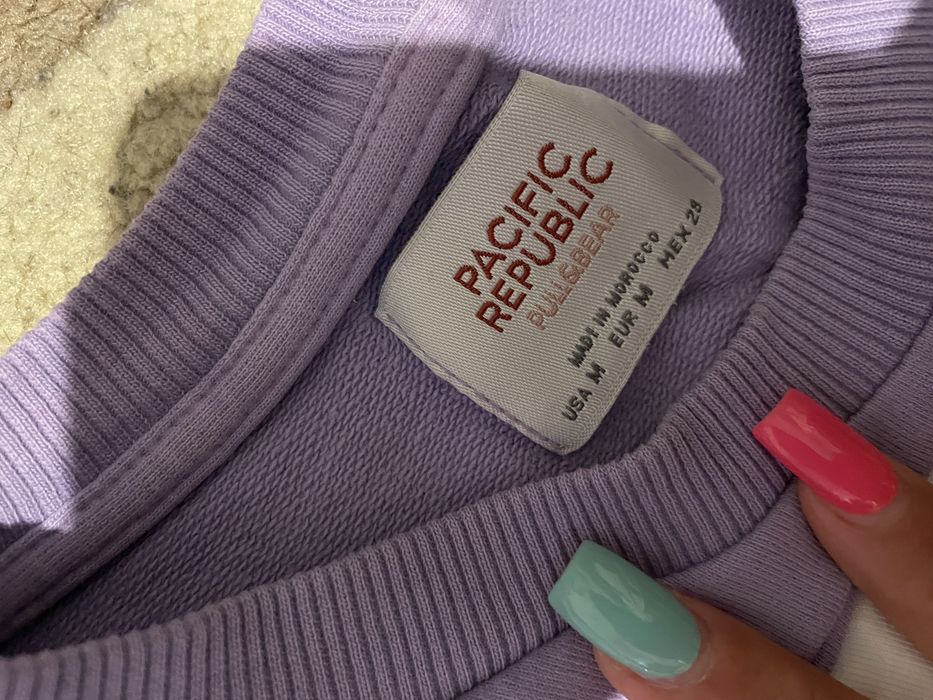 PACIFIC
REPUBLIC
PULL&BEAR
MADE IN MOROCCO
USA M EUR M MEX 28